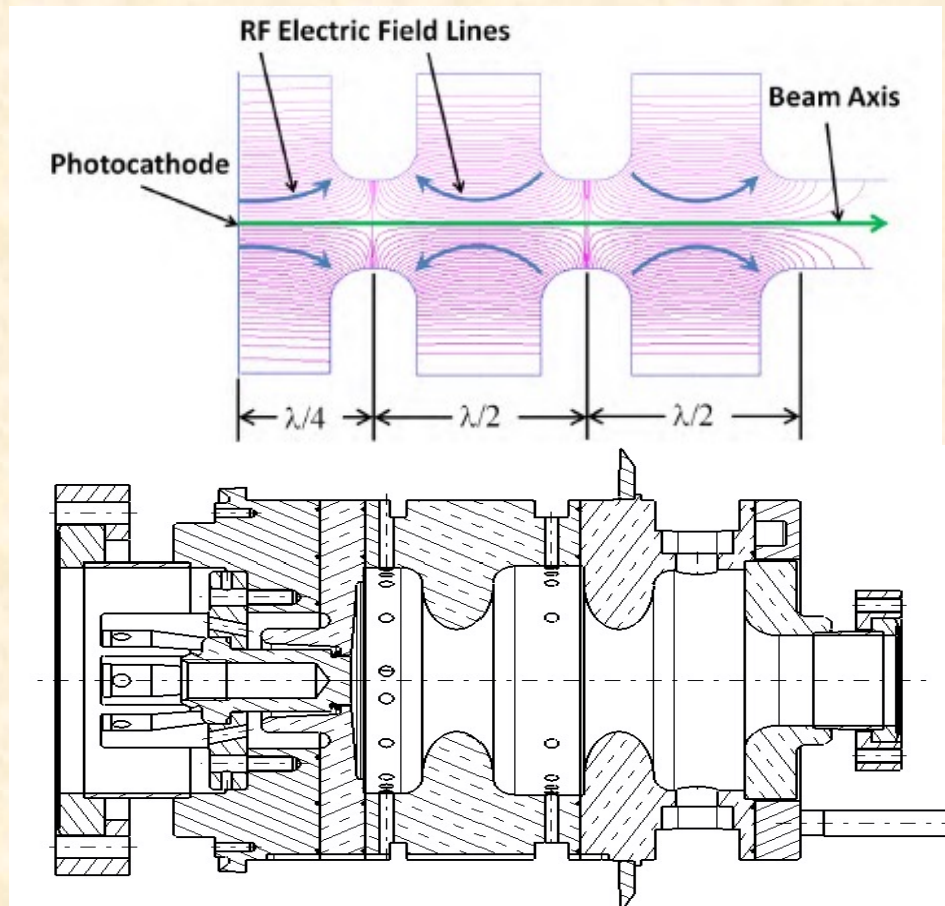 RF Electric Field Lines
Beam Axis
Photocathode
λ/4
λ/2
λ/2